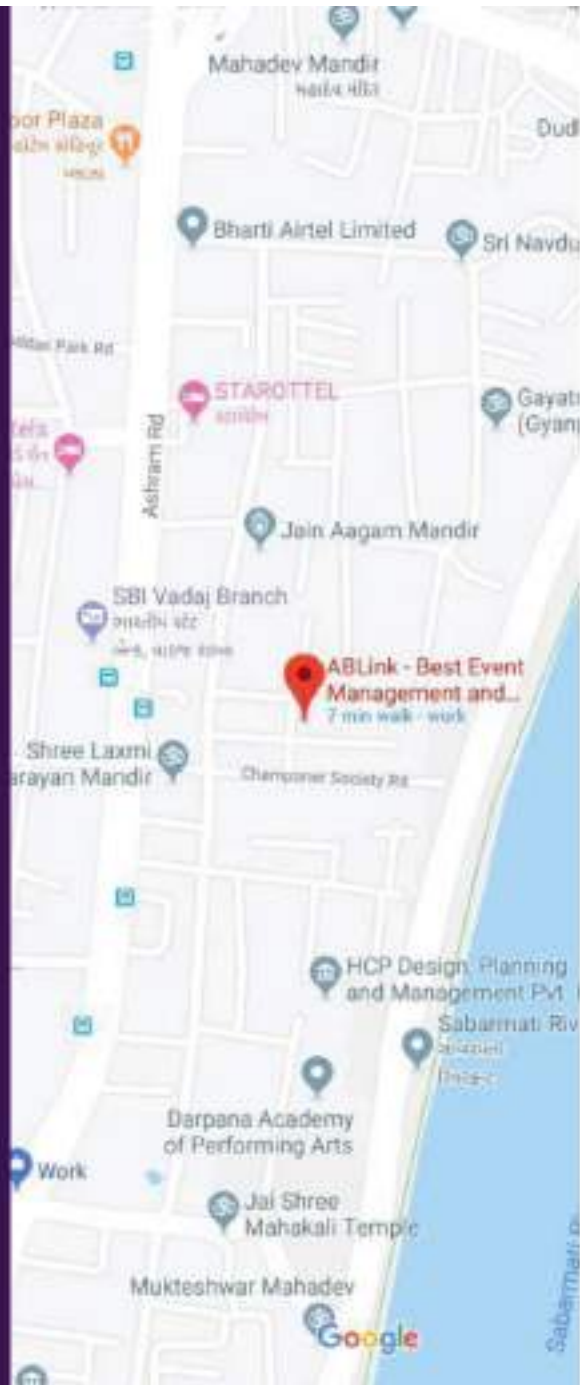 Mahadev Mandir
Plaza
Dud
Bharti Airtel Limited
Sri Navdu
Park Rd
STAROTTEL
Gayat
(Gyan
Ashram Rd
Jain Aagam Mandir
SBI Vadaj Branch
ABLink - Best Event
Management and...
7 min walk - work
Shree Laxmi
arayan Mandir
Champaner Society Rd
HCP Design, Planning
and Management Pvt
Sabarmati Riv
Darpana Academy
of Performing Arts
Work
Jai Shree
Mahakali Temple
Mukteshwar Mahadev
Google
Sabarmati